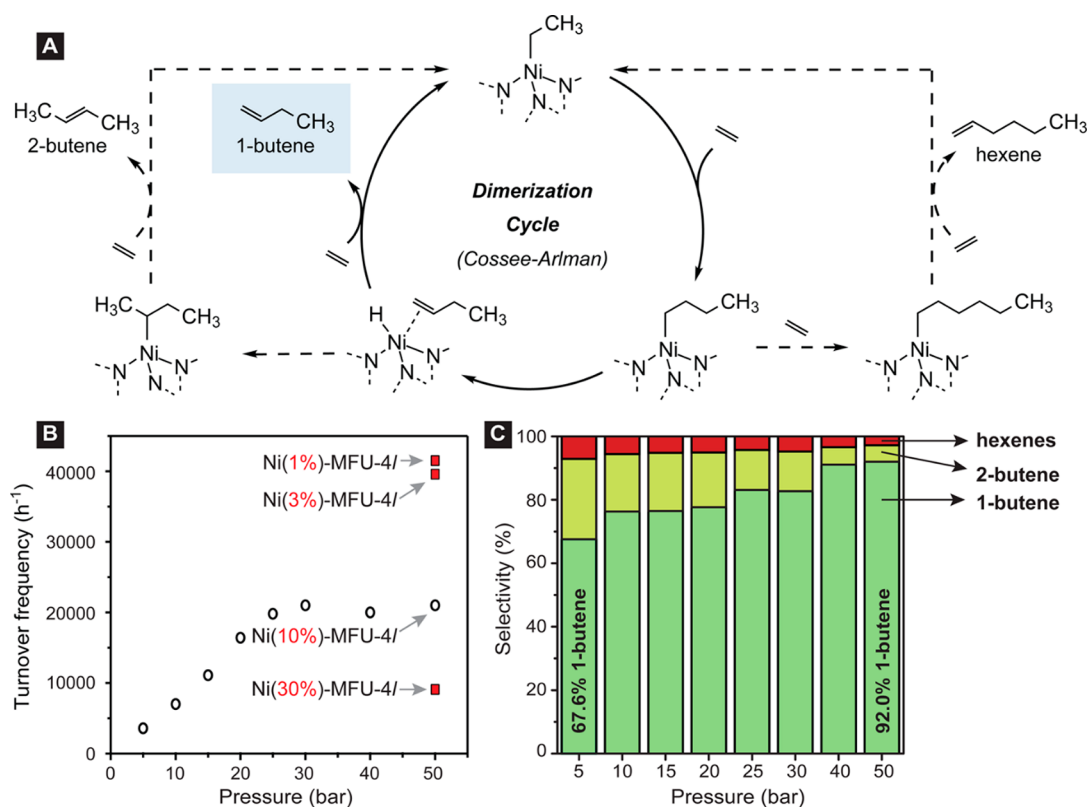 A
CH₃
Ni
N
N
N
H₃C
CH₃
2-butene
CH₃
1-butene
hexene
Dimerization
Cycle
(Cossee-Arlman)
H₃C
CH₃
Ni
N
N
N
H
CH₃
Ni
N
N
N
CH₃
Ni
N
N
N
CH₃
Ni
N
N
N
B
Turnover frequency (h⁻¹)
40000
30000
20000
10000
0
Ni(1%)-MFU-4l
Ni(3%)-MFU-4l
Ni(10%)-MFU-4l
Ni(30%)-MFU-4l
0
10
20
30
40
50
Pressure (bar)
C
Selectivity (%)
100
80
60
40
20
0
67.6% 1-butene
92.0% 1-butene
hexenes
2-butene
1-butene
5
10
15
20
25
30
40
50
Pressure (bar)